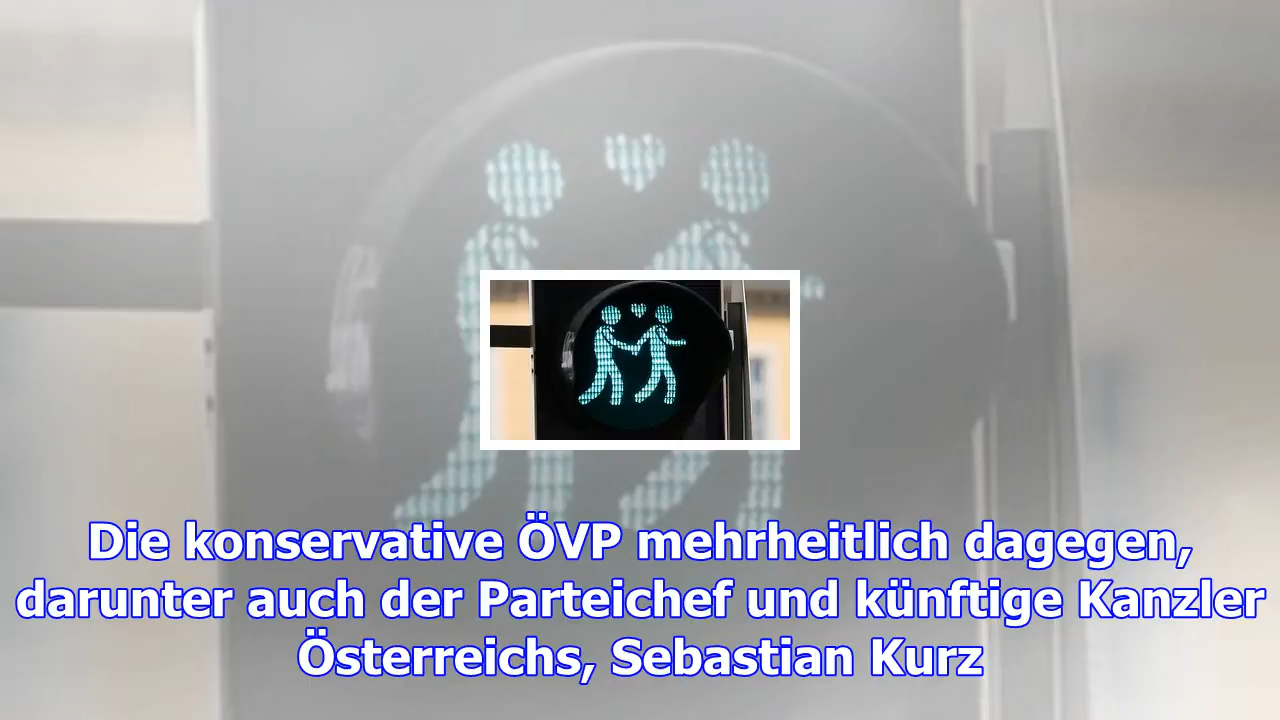 Die konservative ÖVP mehrheitlich dagegen,
darunter auch der Parteichef und künftige Kanzler
Österreichs, Sebastian Kurz